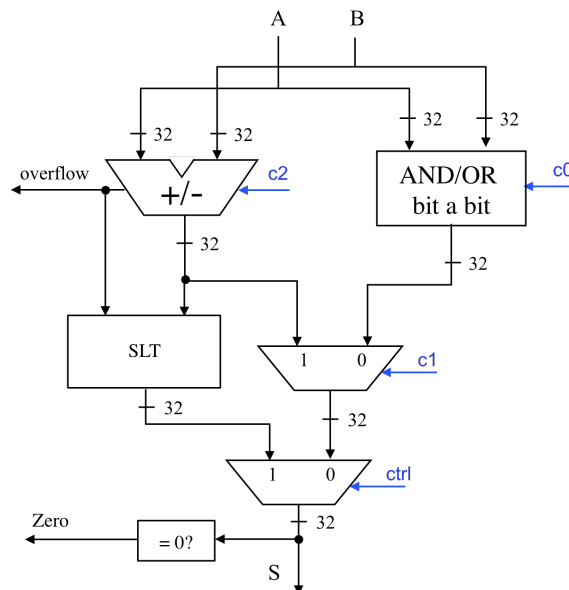 A B
32 32 32 32
overflow
+/-
c2
AND/OR
bit a bit
c0
32
32
SLT
1 0
c1
32
32
1 0
ctrl
32
Zero
= 0?
S